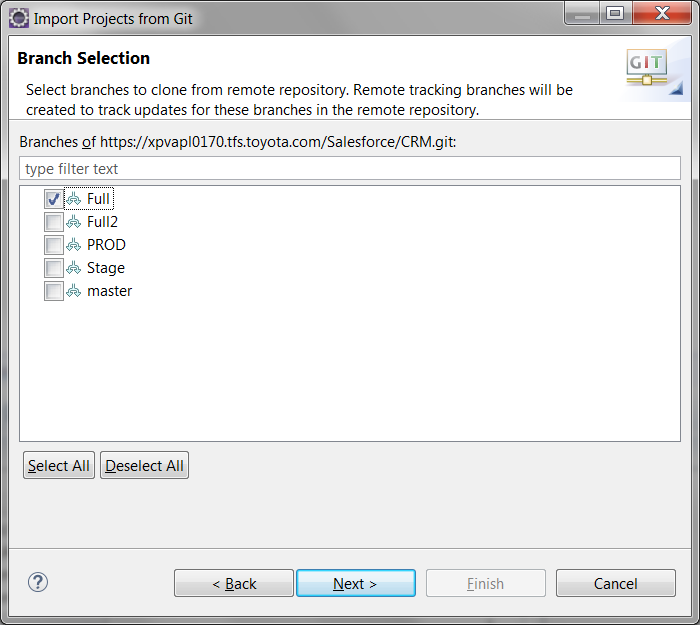 Import Projects from Git
Branch Selection
GIT
Select branches to clone from remote repository. Remote tracking branches will be
created to track updates for these branches in the remote repository.
Branches of https://xpvapl0170.tfs.toyota.com/Salesforce/CRM.git:
type filter text
Full
Full2
PROD
Stage
master
Select All Deselect All
? < Back Next > Finish Cancel